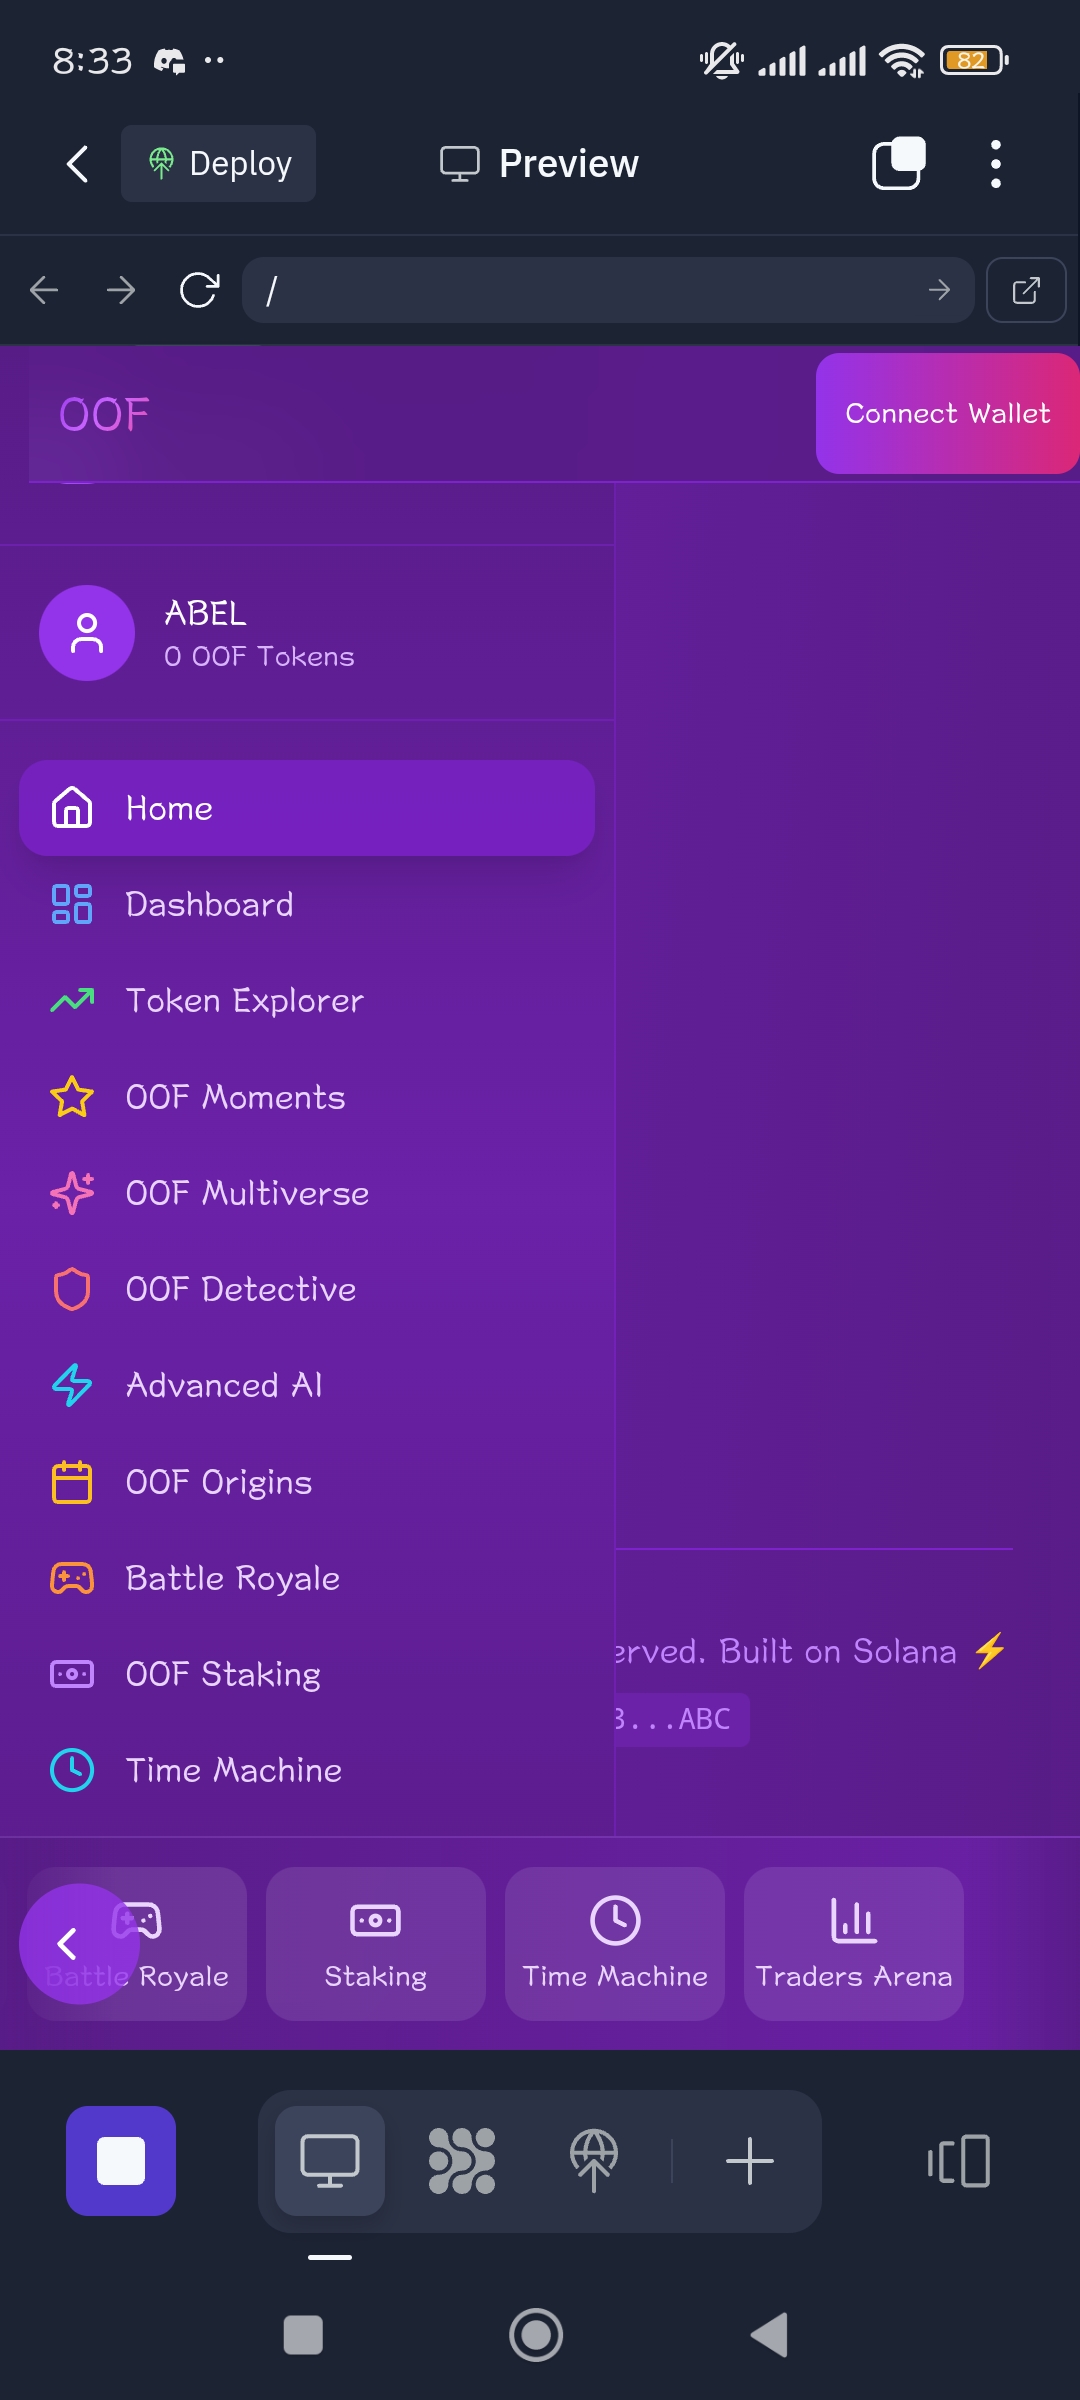 8:33
82
Deploy
Preview
/
OOF
Connect Wallet
ABEL
0 OOF Tokens
Home
Dashboard
Token Explorer
OOF Moments
OOF Multiverse
OOF Detective
Advanced AI
OOF Origins
Battle Royale
OOF Staking
Time Machine
erved. Built on Solana ⚡
3...ABC
Battle Royale
Staking
Time Machine
Traders Arena